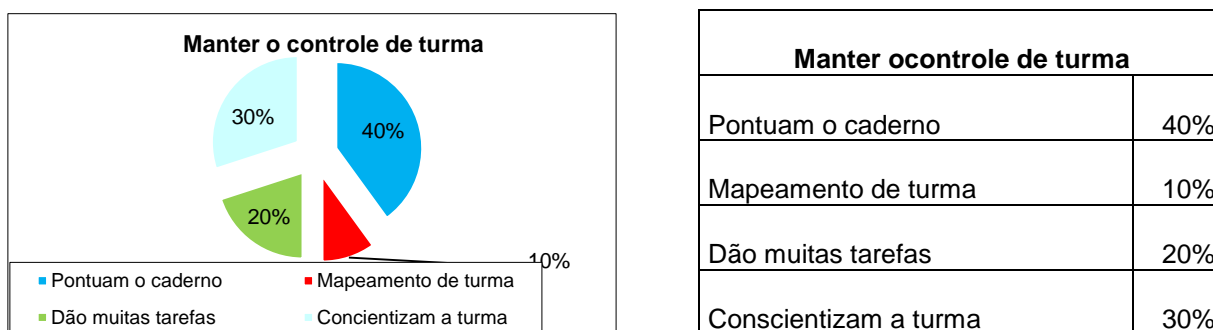 Manter o controle de turma
30%
40%
20%
10%
Pontuam o caderno
Mapeamento de turma
Dão muitas tarefas
Concientizam a turma
Manter ocontrole de turma
Pontuam o caderno 40%
Mapeamento de turma 10%
Dão muitas tarefas 20%
Conscientizam a turma 30%